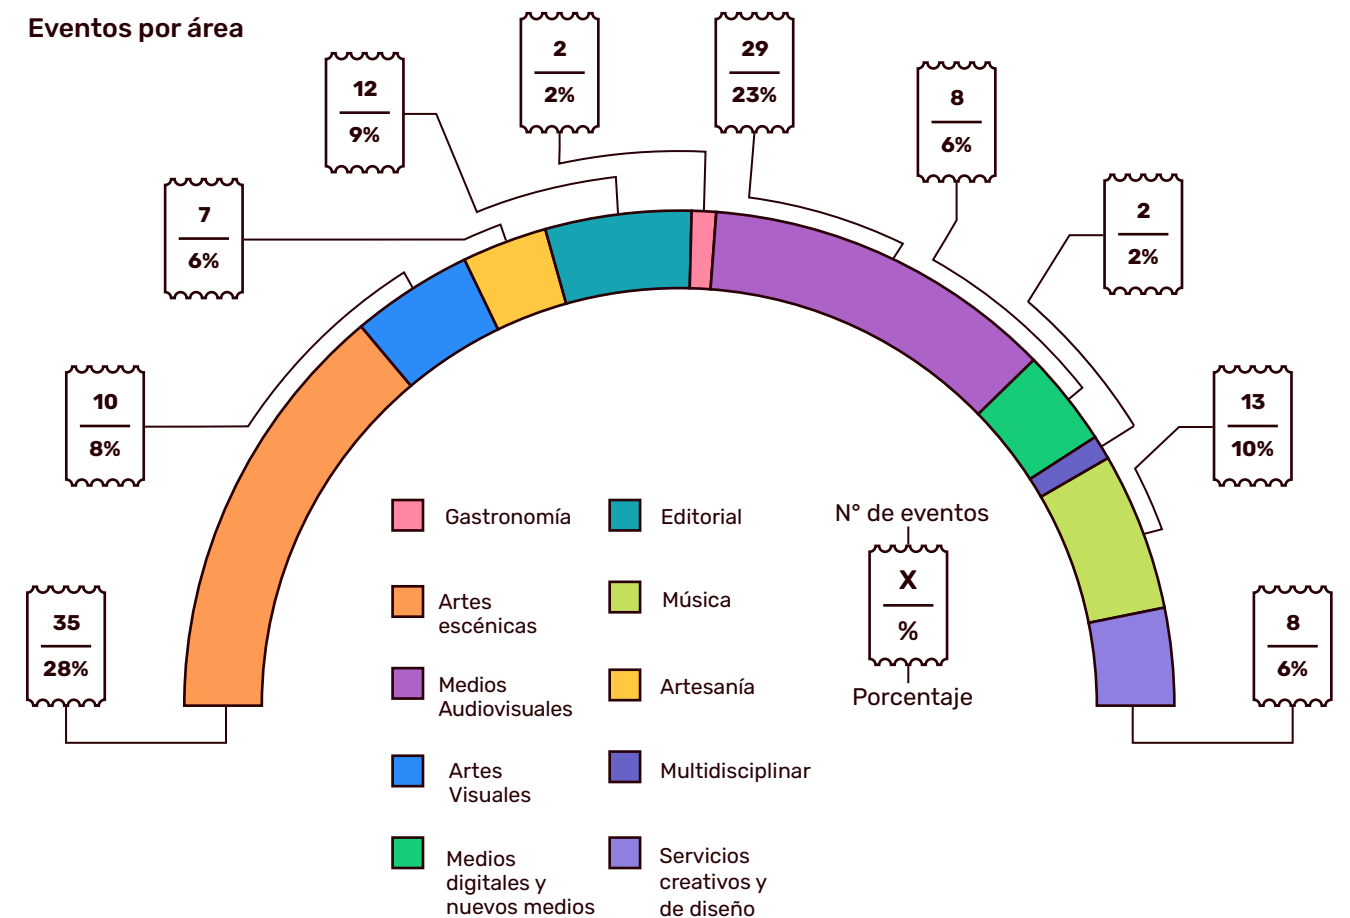 Eventos por área
35
28%
10
8%
7
6%
12
9%
2
2%
29
23%
8
6%
2
2%
13
10%
8
6%
Gastronomía
Artes
escénicas
Medios
Audiovisuales
Artes
Visuales
Medios
digitales y
nuevos medios
Editorial
Música
Artesanía
Multidisciplinar
Servicios
creativos y
de diseño
N° de eventos
X
%
Porcentaje